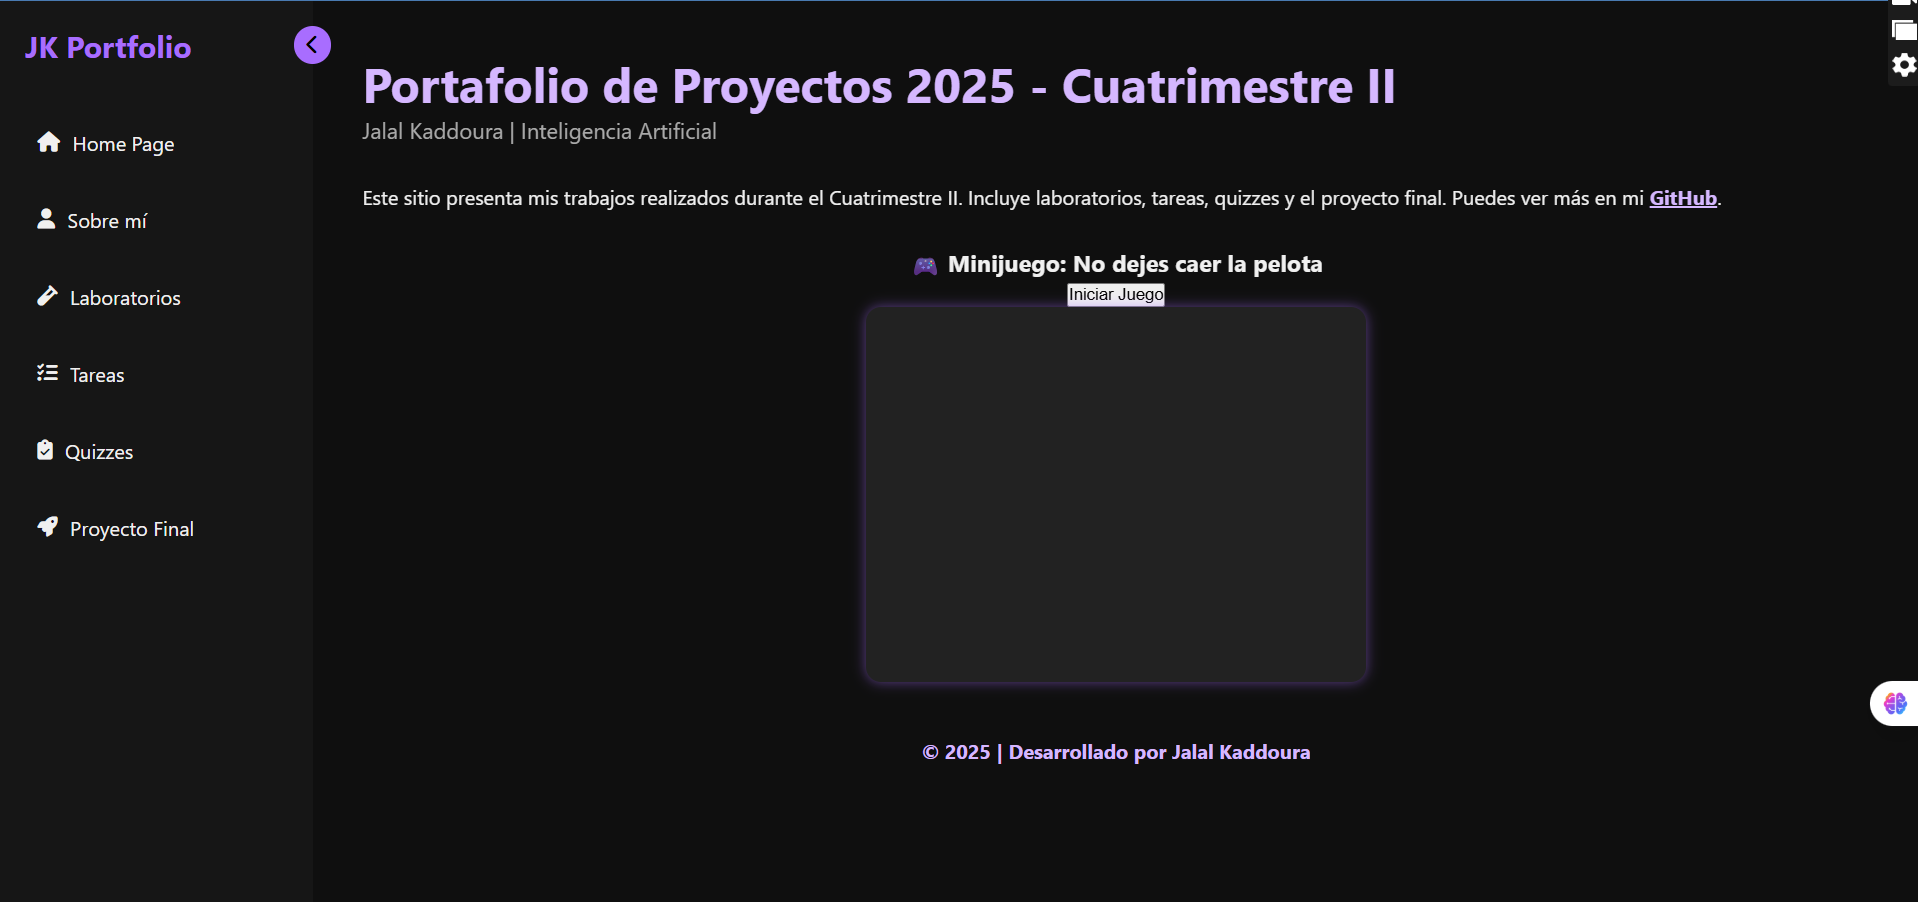 JK Portfolio
Home Page
Sobre mí
Laboratorios
Tareas
Quizzes
Proyecto Final
Portafolio de Proyectos 2025 - Cuatrimestre II
Jalal Kaddoura | Inteligencia Artificial
Este sitio presenta mis trabajos realizados durante el Cuatrimestre II. Incluye laboratorios, tareas, quizzes y el proyecto final. Puedes ver más en mi GitHub.
🎮 Minijuego: No dejes caer la pelota
Iniciar Juego
© 2025 | Desarrollado por Jalal Kaddoura